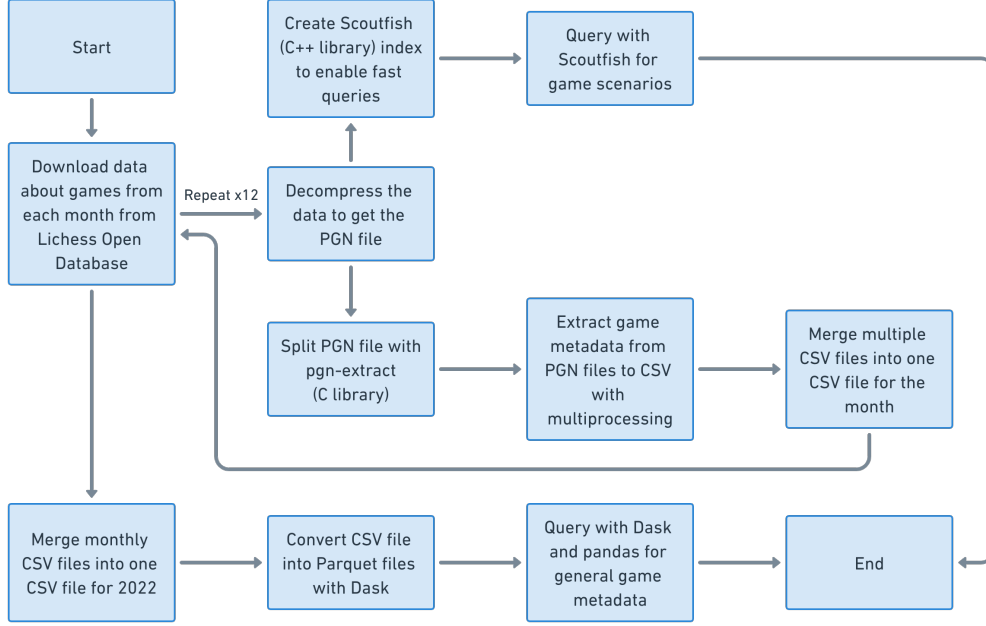 Start
Create Scoutfish
(C++ library) index
to enable fast
queries
Query with
Scoutfish for
game scenarios
Download data
about games from
each month from
Lichess Open
Database
Repeat x12
Decompress the
data to get the
PGN file
Split PGN file with
pgn-extract
(C library)
Extract game
metadata from
PGN files to CSV
with
multiprocessing
Merge multiple
CSV files into one
CSV file for the
month
Merge monthly
CSV files into one
CSV file for 2022
Convert CSV file
into Parquet files
with Dask
Query with Dask
and pandas for
general game
metadata
End